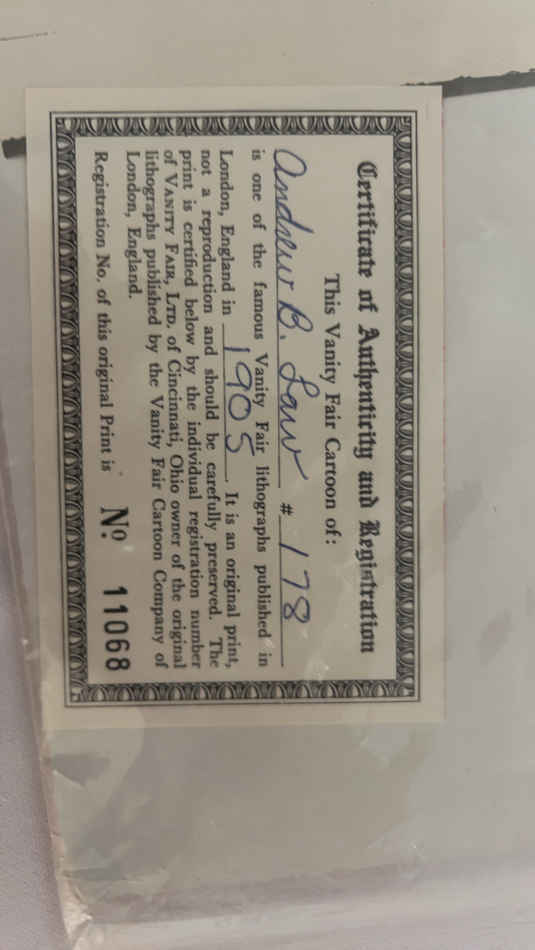 Certificate of Authenticity and Registration
This Vanity Fair Cartoon of:
Andrew B. Law # 178
is one of the famous Vanity Fair lithographs published in
London, England in 1905. It is an original print,
not a reproduction and should be carefully preserved. The
print is certified below by the individual registration number
of VANITY FAIR, LTD. of Cincinnati, Ohio owner of the original
lithographs published by the Vanity Fair Cartoon Company of
London, England.
Registration No. of this original Print is No. 11068